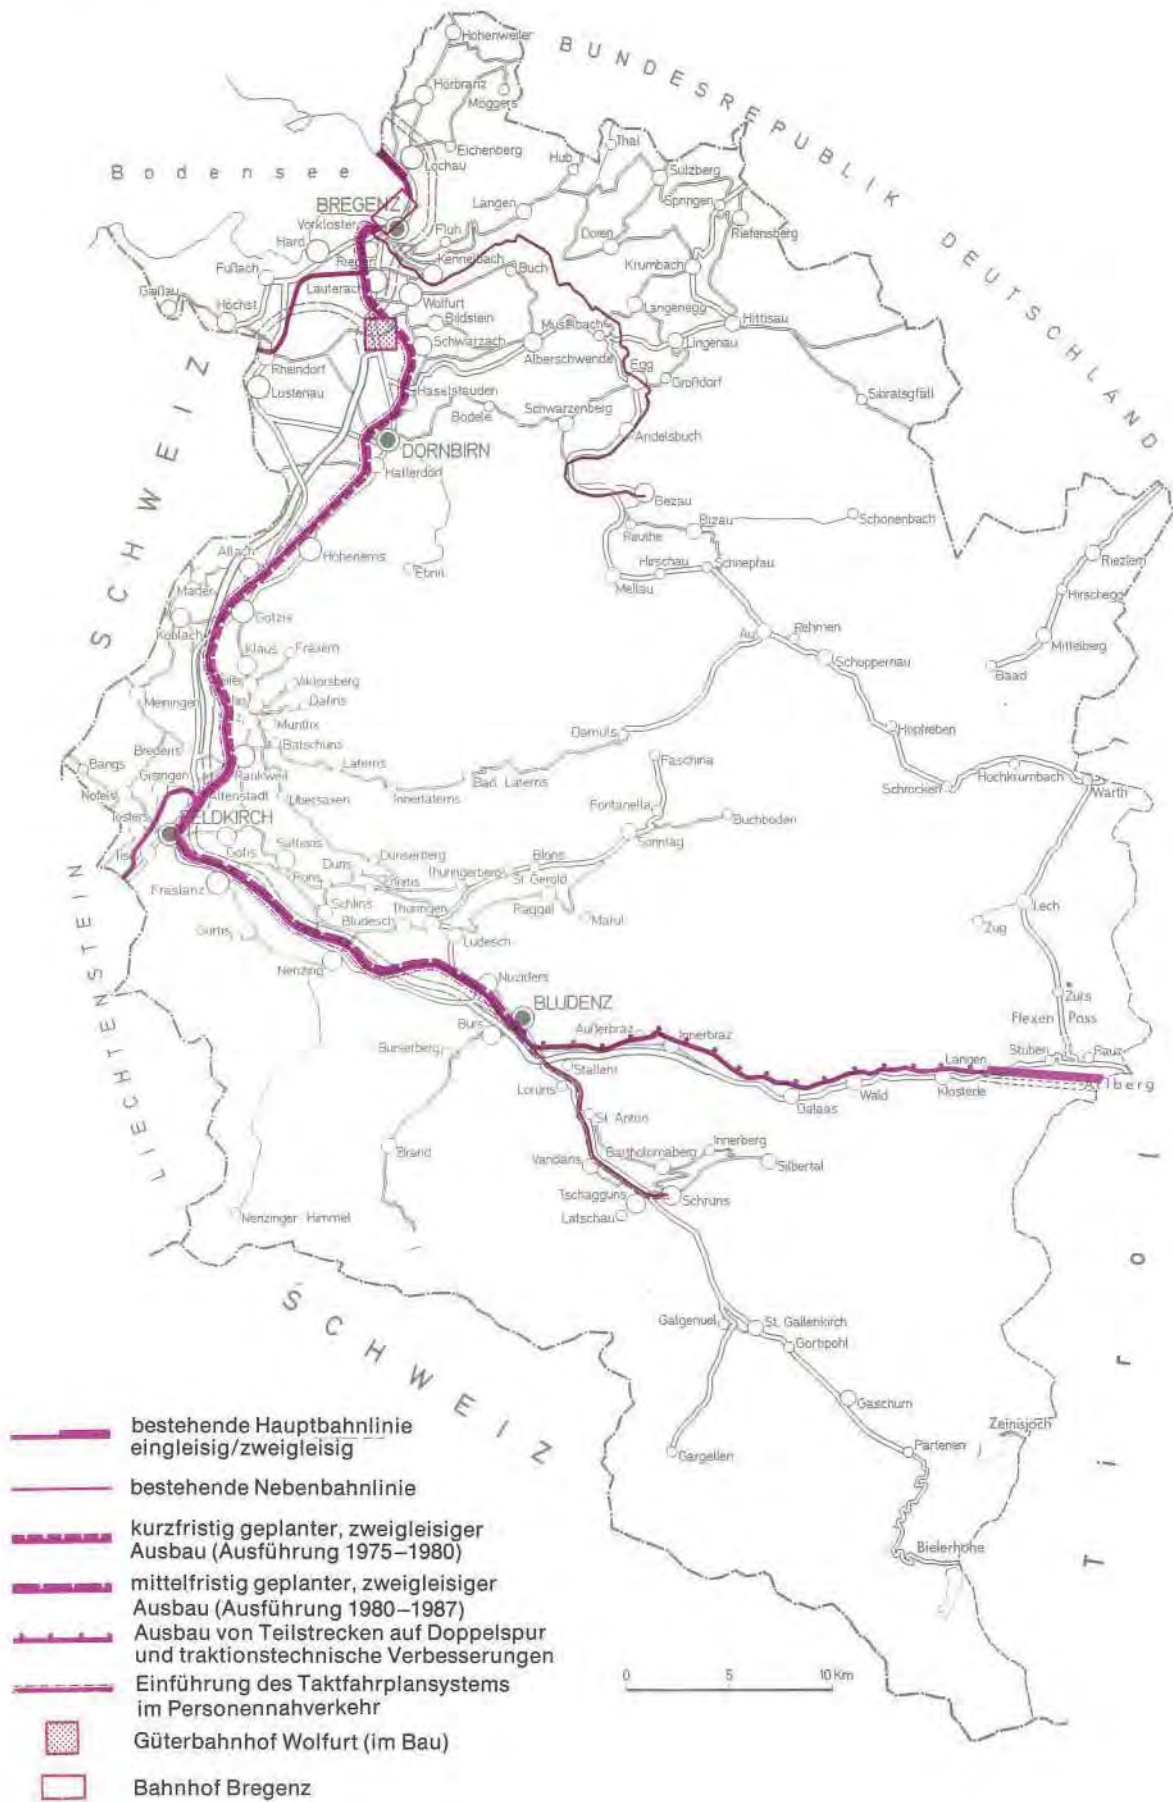 Hohenweiler
BUNDESREPUBLIK DEUTSCHLAND
Hörbranz
Möggers
Eichenberg
Lochau
Bodensee
Hub
Thal
Sulzberg
BREGENZ
Langen
Springen
Vorkloster
Fluh
Doren
Riefensberg
Hard
Kennelbach
Buch
Krumbach
Fußach
Rieden
Lauterach
Gaißau
Höchst
Wolfurt
Langenegg
Bildstein
Hittisau
Schwarzach
Alberschwende
Müselbach
Lingenau
Rheindorf
Egg
Großdorf
Lustenau
Haselstauden
Bödele
Schwarzenberg
Sibratsgfäll
SCHWEIZ
Andelsbuch
DORNBIRN
Hatlerdorf
Bezau
Reuthe
Bizau
Schönenbach
Hohenems
Ebnit
Hirschau
Schnepfau
Mellau
Altach
Mäder
Riezlern
Hirschegg
Götzis
Koblach
Au
Rehmen
Mittelberg
Klaus
Fraxern
Schoppernau
Baad
Viktorsberg
Meiningen
Dafins
Muntlix
Damüls
Hopfreben
Batschuns
Brederis
Laterns
Faschina
Bangs
Gisingen
Rankweil
Bad Laterns
Hochkrumbach
Nofels
Altenstadt
Übersaxen
Innerlaterns
Schröcken
Warth
Tosters
Fontanella
Buchboden
FELDKIRCH
Göfis
Satteins
Sonntag
Dünserberg
Blons
Düns
Thüringerberg
St. Gerold
Röns
Frastanz
Schlins
Thüringen
Raggal
Marul
Bludesch
Lech
Zug
Gurtis
Ludesch
LIECHTENSTEIN
Nenzing
Nüziders
Zürs
BLUDENZ
Flexen Pass
Bürs
Außerbraz
Innerbraz
Bürserberg
Stuben
Rauz
Langen
Stallehr
Arlberg
Lorüns
Dalaas
Wald
Klösterle
St. Anton
Brand
Vandans
Bartholomäberg
Innerberg
Silbertal
Tschagguns
Schruns
Latschau
Nenzinger Himmel
Tirol
SCHWEIZ
Galgenuel
St. Gallenkirch
Gortipohl
Gaschurn
Zeinisjoch
Gargellen
Partenen
Bielerhöhe
bestehende Hauptbahnlinie
eingleisig/zweigleisig
bestehende Nebenbahnlinie
kurzfristig geplanter, zweigleisiger
Ausbau (Ausführung 1975–1980)
mittelfristig geplanter, zweigleisiger
Ausbau (Ausführung 1980–1987)
Ausbau von Teilstrecken auf Doppelspur
und traktionstechnische Verbesserungen
Einführung des Taktfahrplansystems
im Personennahverkehr
Güterbahnhof Wolfurt (im Bau)
Bahnhof Bregenz
0 5 10 Km